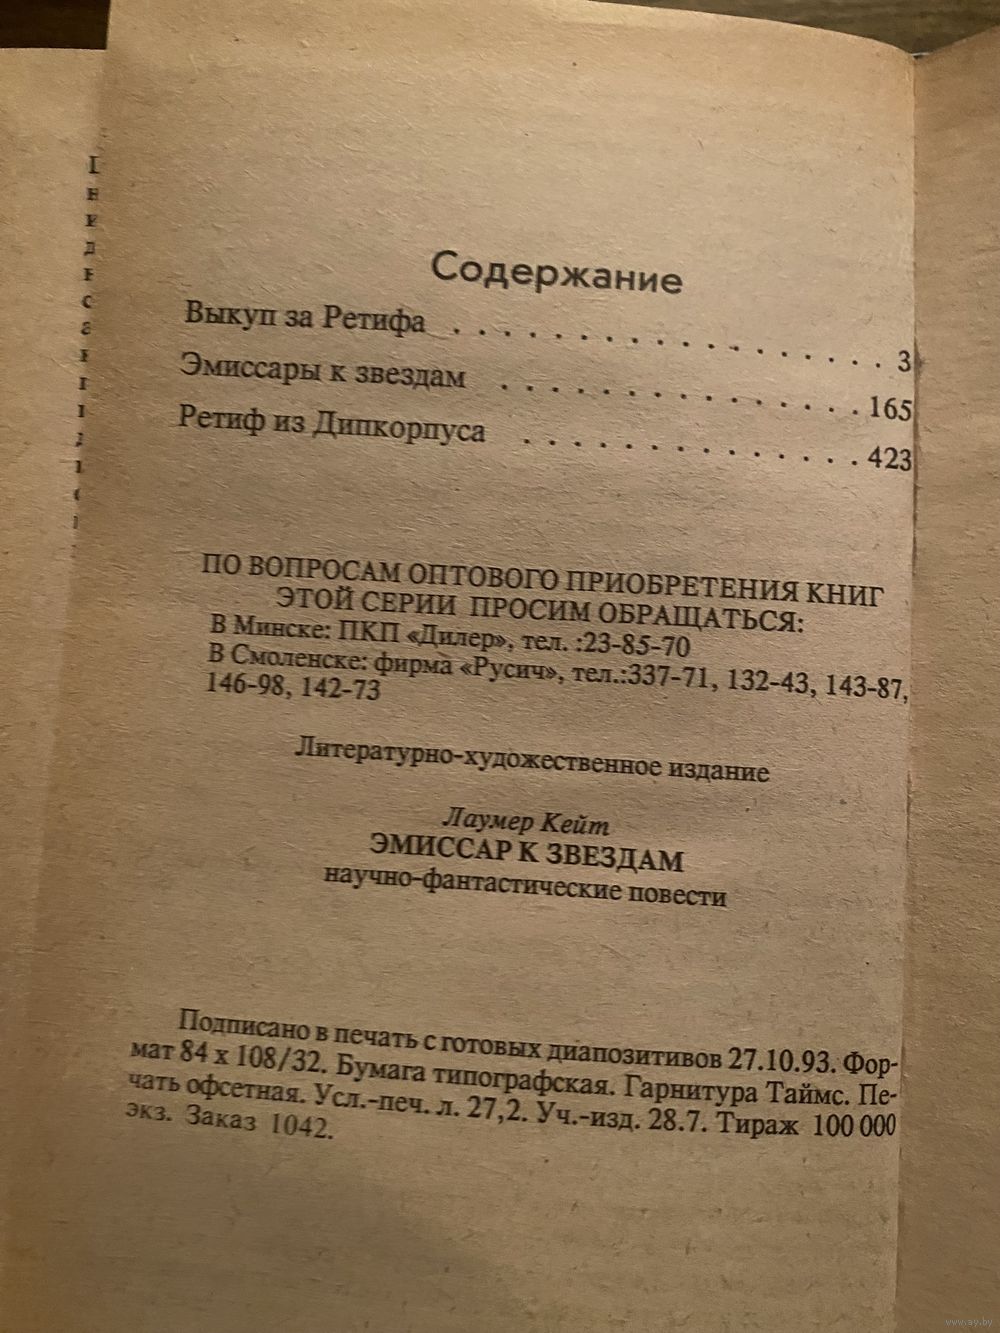 Содержание
Выкуп за Ретифа . . . . . . . . . . . . . . . . . . 3
Эмиссары к звездам . . . . . . . . . . . . . . . 165
Ретиф из Дипкорпуса . . . . . . . . . . . . . . 423
ПО ВОПРОСАМ ОПТОВОГО ПРИОБРЕТЕНИЯ КНИГ
ЭТОЙ СЕРИИ ПРОСИМ ОБРАЩАТЬСЯ:
В Минске: ПКП «Дилер», тел. :23-85-70
В Смоленске: фирма «Русич», тел.:337-71, 132-43, 143-87,
146-98, 142-73
Литературно-художественное издание
Лаумер Кейт
ЭМИССАР К ЗВЕЗДАМ
научно-фантастические повести
Подписано в печать с готовых диапозитивов 27.10.93. Фор-
мат 84 х 108/32. Бумага типографская. Гарнитура Таймс. Пе-
чать офсетная. Усл.-печ. л. 27,2. Уч.-изд. 28.7. Тираж 100 000
экз. Заказ 1042.
www.ay.by